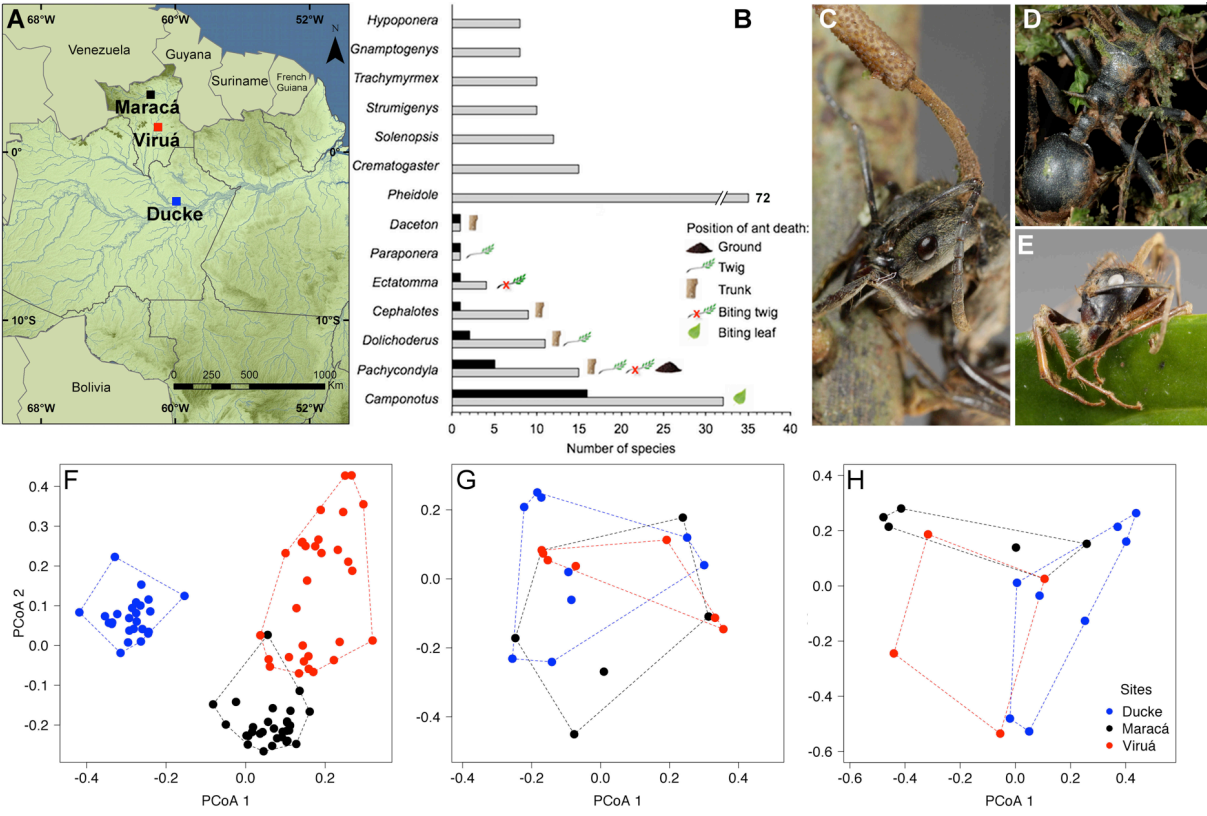 A
68°W
60°W
52°W
N
Venezuela
Guyana
Suriname
French
Guiana
Maracá
Viruá
0°
0°
Ducke
10°S
10°S
Bolivia
0
250
500
1000
Km
68°W
60°W
52°W
B
Hypoponera
Gnamptogenys
Trachymyrmex
Strumigenys
Solenopsis
Crematogaster
Pheidole
72
Daceton
Paraponera
Ectatomma
Cephalotes
Dolichoderus
Pachycondyla
Camponotus
Position of ant death:
Ground
Twig
Trunk
Biting twig
Biting leaf
0 5 10 15 20 25 30 35 40
Number of species
C
D
E
F
0.4
0.3
0.2
0.1
0.0
-0.1
-0.2
PCoA 2
-0.4 -0.2 0.0 0.2
PCoA 1
G
0.2
0.0
-0.2
-0.4
-0.4 -0.2 0.0 0.2 0.4
PCoA 1
H
0.4
0.2
0.0
-0.2
-0.4
-0.6
-0.6 -0.4 -0.2 0.0 0.2 0.4
PCoA 1
Sites
Ducke
Maracá
Viruá